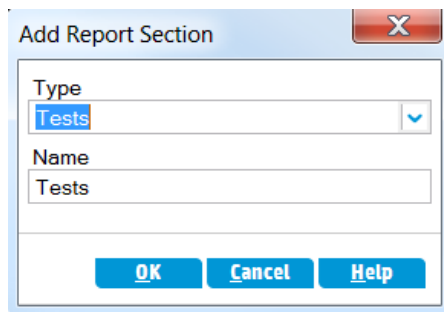 Add Report Section
Type
Tests
Name
Tests
OK Cancel Help